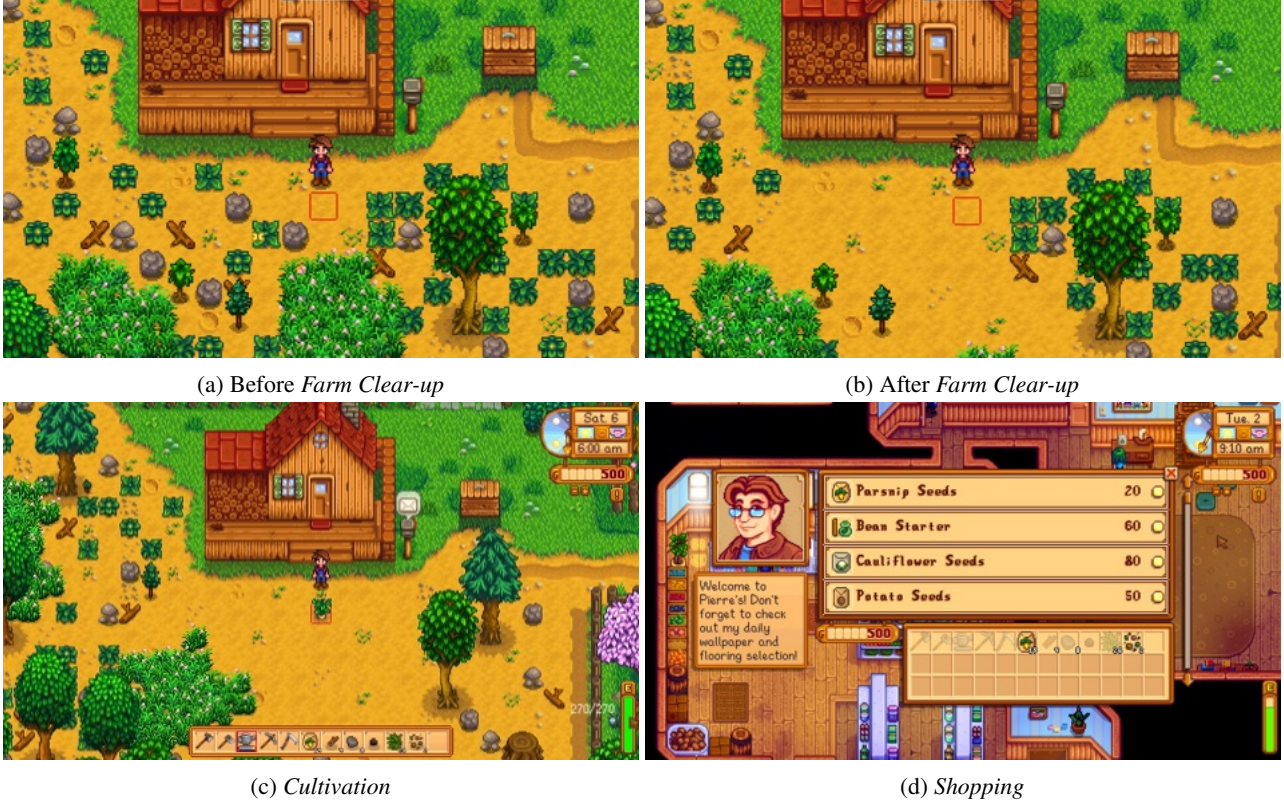 (a) Before Farm Clear-up
(b) After Farm Clear-up
Sat. 6
6:00 am
500
270/270
E
(c) Cultivation
Tue. 2
9:10 am
500
Parsnip Seeds 20
Bean Starter 60
Cauliflower Seeds 80
Potato Seeds 50
Welcome to
Pierre's! Don't
forget to check
out my daily
wallpaper and
flooring selection!
500
E
(d) Shopping